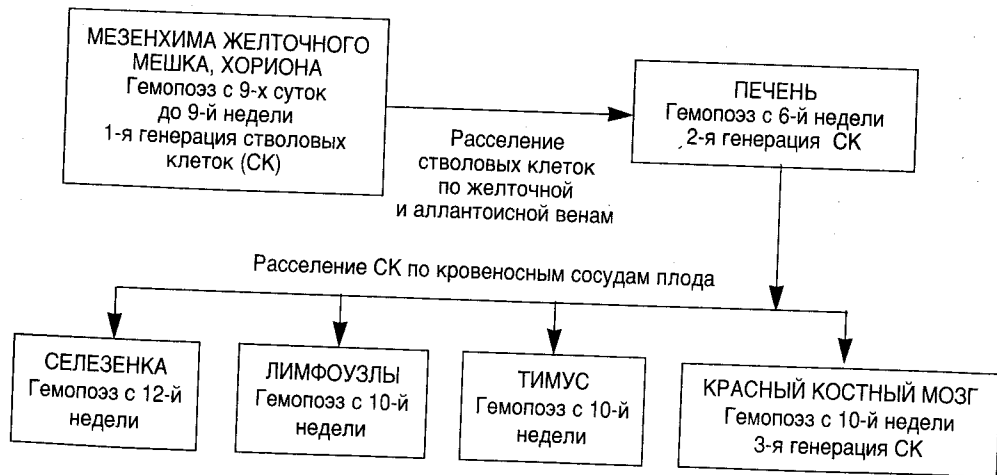 МЕЗЕНХИМА ЖЕЛТОЧНОГО
МЕШКА, ХОРИОНА
Гемопоэз с 9-х суток
до 9-й недели
1-я генерация стволовых
клеток (СК)
Расселение
стволовых клеток
по желточной
и аллантоисной венам
ПЕЧЕНЬ
Гемопоэз с 6-й недели
2-я генерация СК
Расселение СК по кровеносным сосудам плода
СЕЛЕЗЕНКА
Гемопоэз с 12-й
недели
ЛИМФОУЗЛЫ
Гемопоэз с 10-й
недели
ТИМУС
Гемопоэз с 10-й
недели
КРАСНЫЙ КОСТНЫЙ МОЗГ
Гемопоэз с 10-й недели
3-я генерация СК